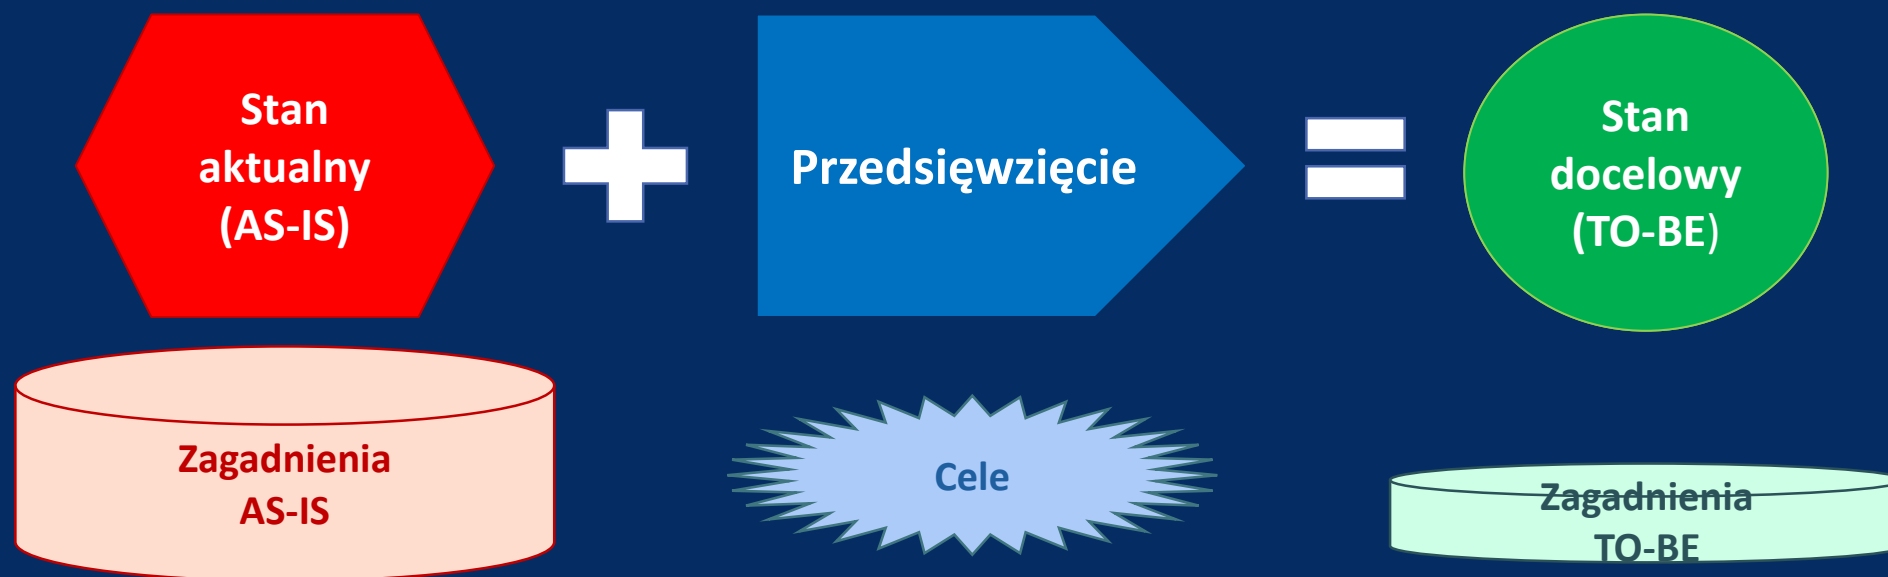 Stan
aktualny
(AS-IS)
Przedsięwzięcie
Stan
docelowy
(TO-BE)
Zagadnienia
AS-IS
Cele
Zagadnienia
TO-BE